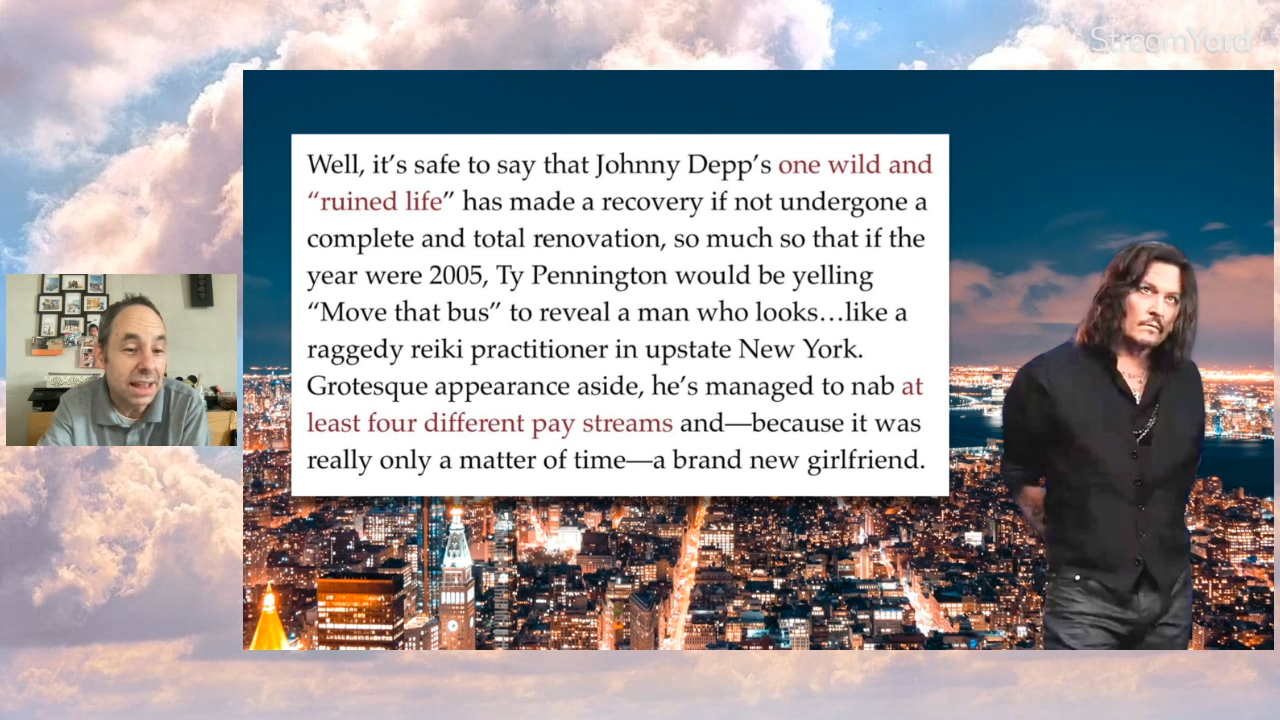 StreamYard
Well, it’s safe to say that Johnny Depp’s one wild and
“ruined life” has made a recovery if not undergone a
complete and total renovation, so much so that if the
year were 2005, Ty Pennington would be yelling
“Move that bus” to reveal a man who looks…like a
raggedy reiki practitioner in upstate New York.
Grotesque appearance aside, he’s managed to nab at
least four different pay streams and—because it was
really only a matter of time—a brand new girlfriend.